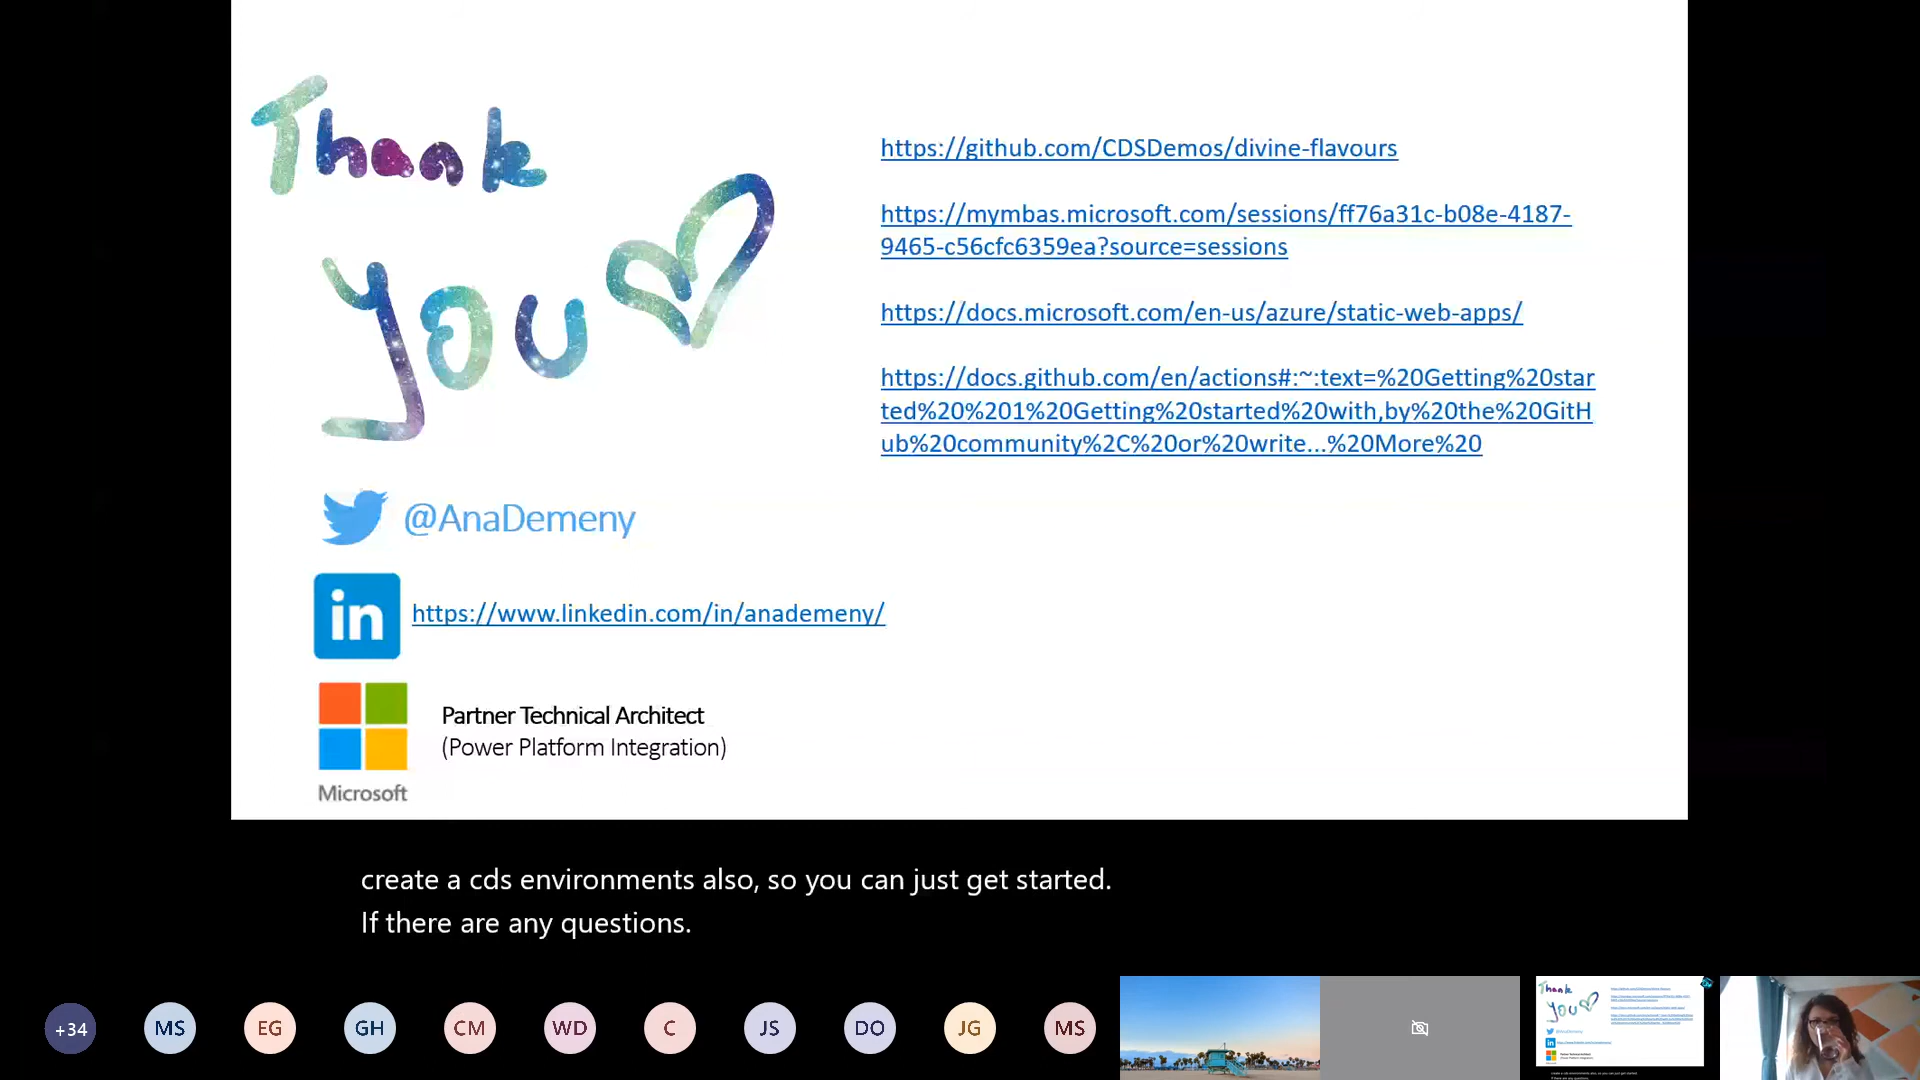 Thank
you
https://github.com/CDSDemos/divine-flavours
https://mymbas.microsoft.com/sessions/ff76a31c-b08e-4187-
9465-c56cfc6359ea?source=sessions
https://docs.microsoft.com/en-us/azure/static-web-apps/
https://docs.github.com/en/actions#:~:text=%20Getting%20star
ted%20%201%20Getting%20started%20with,by%20the%20GitH
ub%20community%2C%20or%20write...%20More%20
@AnaDemeny
in https://www.linkedin.com/in/anademeny/
Partner Technical Architect
(Power Platform Integration)
Microsoft
create a cds environments also, so you can just get started.
If there are any questions.
+34 MS EG GH CM WD C JS DO JG MS
Thank
you